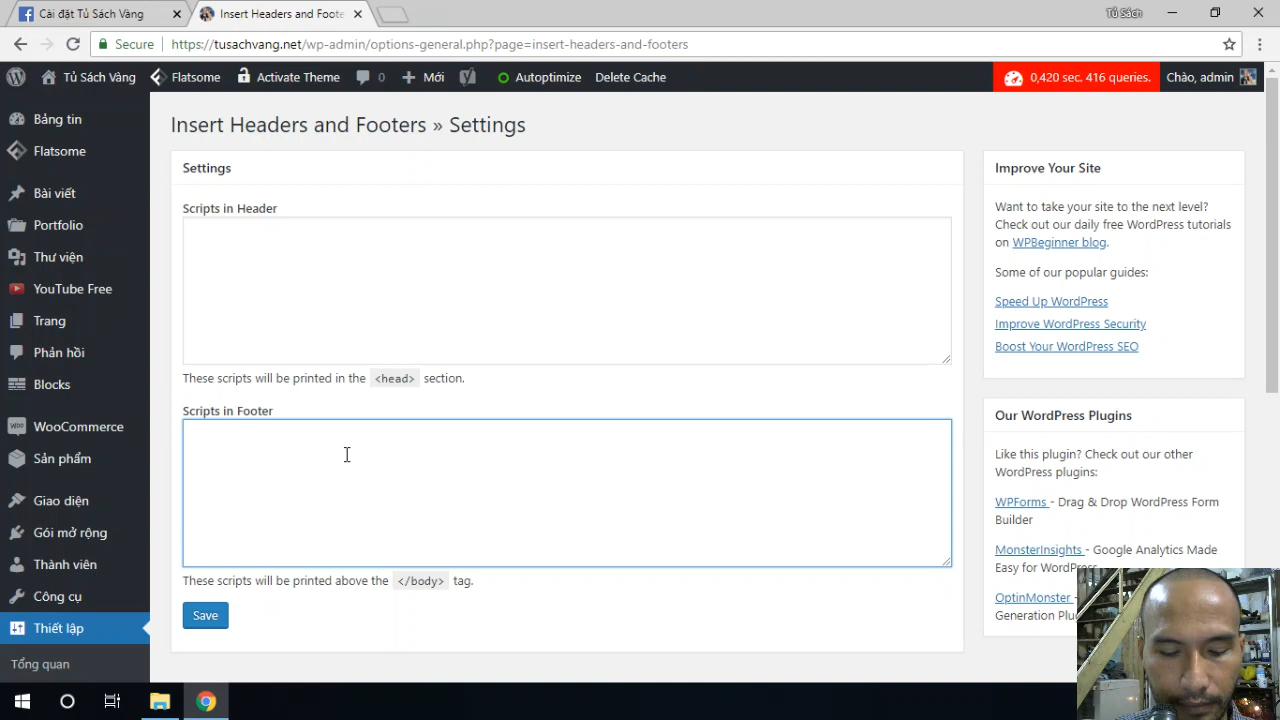 Cài đặt Tủ Sách Vàng
Insert Headers and Foote
Tủ Sách
Secure
https://tusachvang.net/wp-admin/options-general.php?page=insert-headers-and-footers
Tủ Sách Vàng
Flatsome
Activate Theme
0
Mới
Autoptimize
Delete Cache
0,420 sec. 416 queries.
Chào, admin
Bảng tin
Flatsome
Bài viết
Portfolio
Thư viện
YouTube Free
Trang
Phản hồi
Blocks
WooCommerce
Sản phẩm
Giao diện
Gói mở rộng
Thành viên
Công cụ
Thiết lập
Tổng quan
Insert Headers and Footers » Settings
Settings
Scripts in Header
These scripts will be printed in the <head> section.
Scripts in Footer
These scripts will be printed above the </body> tag.
Save
Improve Your Site
Want to take your site to the next level?
Check out our daily free WordPress tutorials
on WPBeginner blog.
Some of our popular guides:
Speed Up WordPress
Improve WordPress Security
Boost Your WordPress SEO
Our WordPress Plugins
Like this plugin? Check out our other
WordPress plugins:
WPForms - Drag & Drop WordPress Form
Builder
MonsterInsights - Google Analytics Made
Easy for WordPress
OptinMonster -
Generation Plu